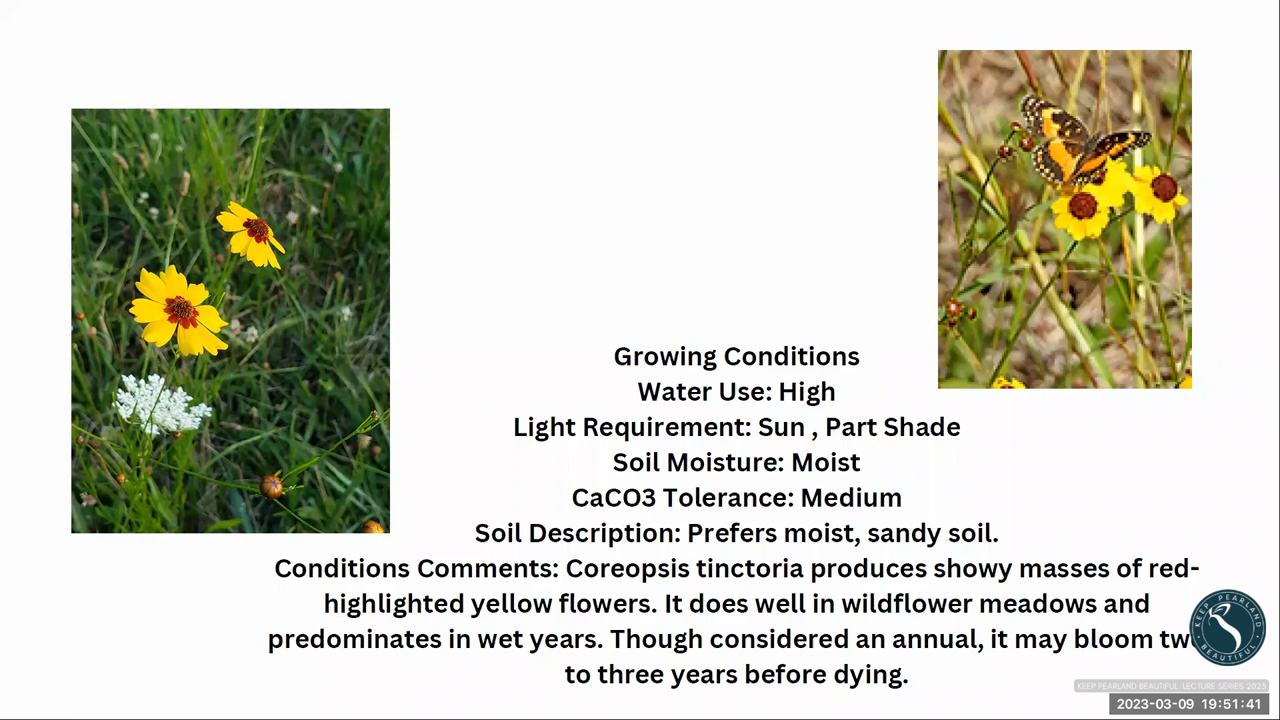 Growing Conditions
Water Use: High
Light Requirement: Sun , Part Shade
Soil Moisture: Moist
CaCO3 Tolerance: Medium
Soil Description: Prefers moist, sandy soil.
Conditions Comments: Coreopsis tinctoria produces showy masses of red-
highlighted yellow flowers. It does well in wildflower meadows and
predominates in wet years. Though considered an annual, it may bloom two
to three years before dying.
KEEP PEARLAND
BEAUTIFUL
KEEP PEARLAND BEAUTIFUL LECTURE SERIES 2023
2023-03-09 19:51:41